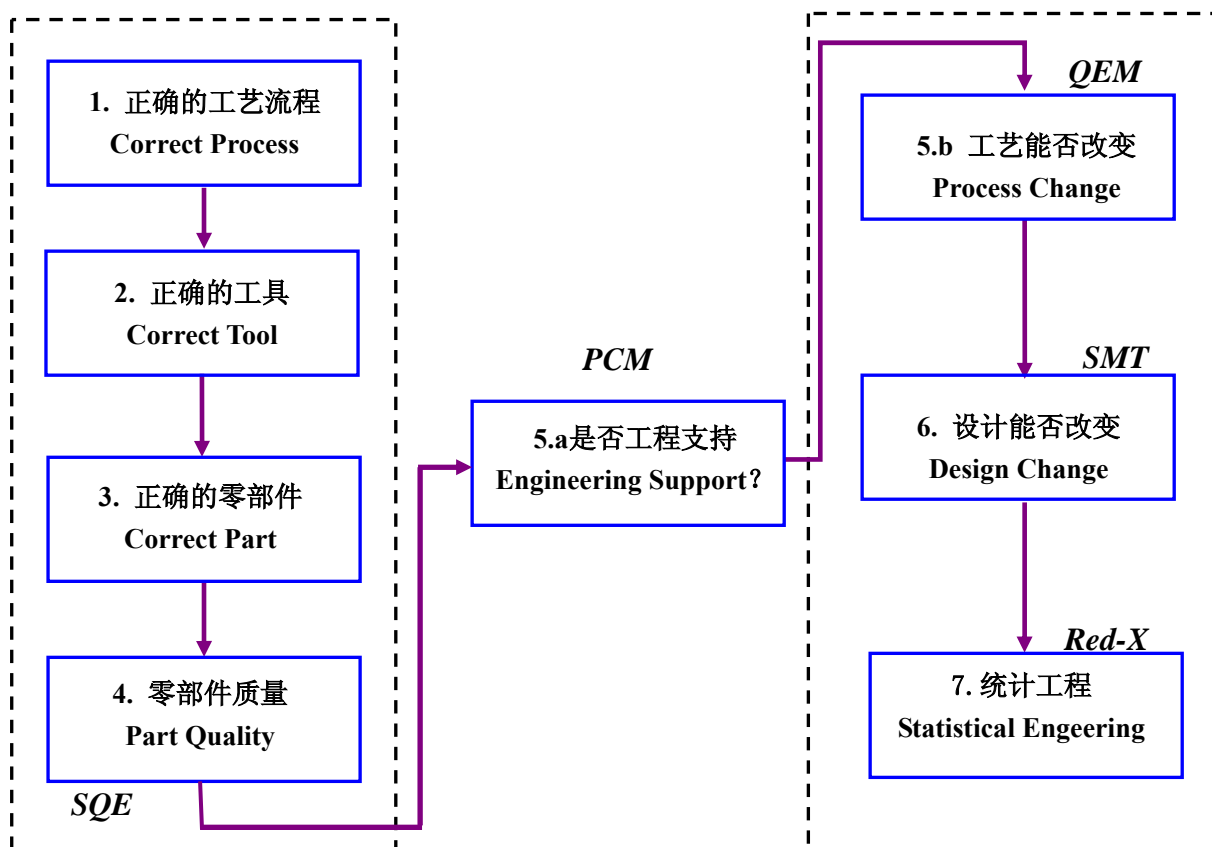 1. 正确的工艺流程
Correct Process
2. 正确的工具
Correct Tool
3. 正确的零部件
Correct Part
4. 零部件质量
Part Quality
SQE
PCM
5.a是否工程支持
Engineering Support？
QEM
5.b 工艺能否改变
Process Change
SMT
6. 设计能否改变
Design Change
Red-X
7. 统计工程
Statistical Engeering